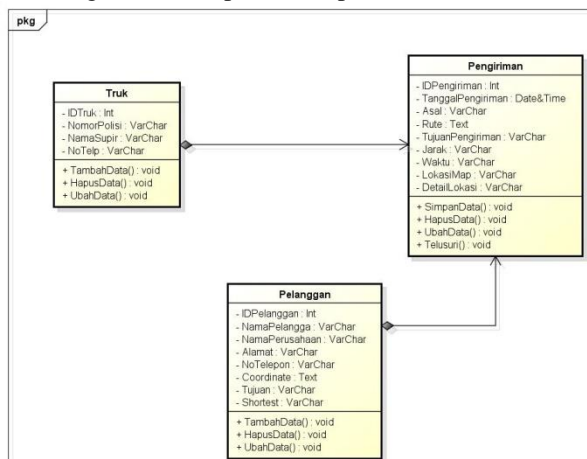 pkg
Truk
- IDTruk : Int
- NomorPolisi : VarChar
- NamaSupir : VarChar
- NoTelp : VarChar
+ TambahData() : void
+ HapusData() : void
+ UbahData() : void
Pengiriman
- IDPengiriman : Int
- TanggalPengiriman : Date&Time
- Asal : VarChar
- Rute : Text
- TujuanPengiriman : VarChar
- Jarak : VarChar
- Waktu : VarChar
- LokasiMap : VarChar
- DetailLokasi : VarChar
+ SimpanData() : void
+ HapusData() : void
+ UbahData() : void
+ Telusuri() : void
Pelanggan
- IDPelanggan : Int
- NamaPelangga : VarChar
- NamaPerusahaan : VarChar
- Alamat : VarChar
- NoTelepon : VarChar
- Coordinate : Text
- Tujuan : VarChar
- Shortest : VarChar
+ TambahData() : void
+ HapusData() : void
+ UbahData() : void